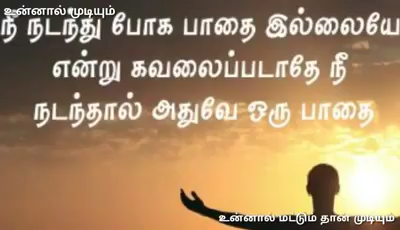 உன்னால் முடியும்
நீ நடந்து போக பாதை இல்லையே
என்று கவலைப்படாதே நீ
நடந்தால் அதுவே ஒரு பாதை
உன்னால் மட்டும் தான் முடியும்